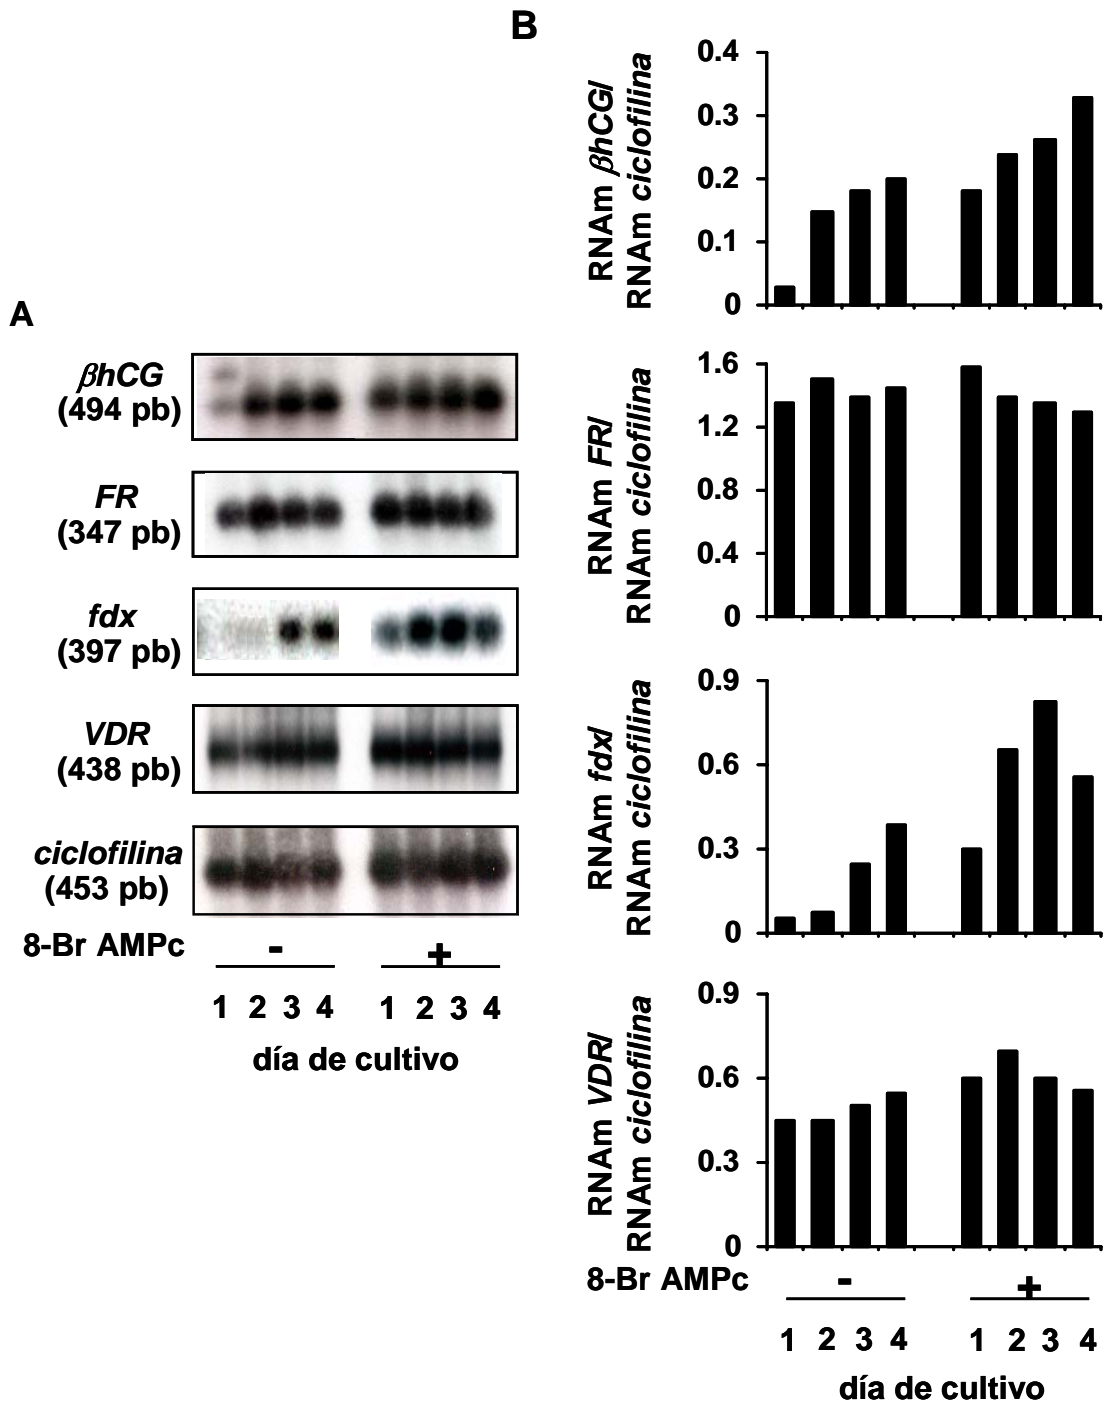 A
βhCG
(494 pb)
FR
(347 pb)
fdx
(397 pb)
VDR
(438 pb)
ciclofilina
(453 pb)
8-Br AMPc - +
1 2 3 4 1 2 3 4
día de cultivo
B
RNAm βhCG/
RNAm ciclofilina
0.4
0.3
0.2
0.1
0
RNAm FR/
RNAm ciclofilina
1.6
1.2
0.8
0.4
0
RNAm fdx/
RNAm ciclofilina
0.9
0.6
0.3
0
RNAm VDR/
RNAm ciclofilina
0.9
0.6
0.3
0
8-Br AMPc - +
1 2 3 4 1 2 3 4
día de cultivo